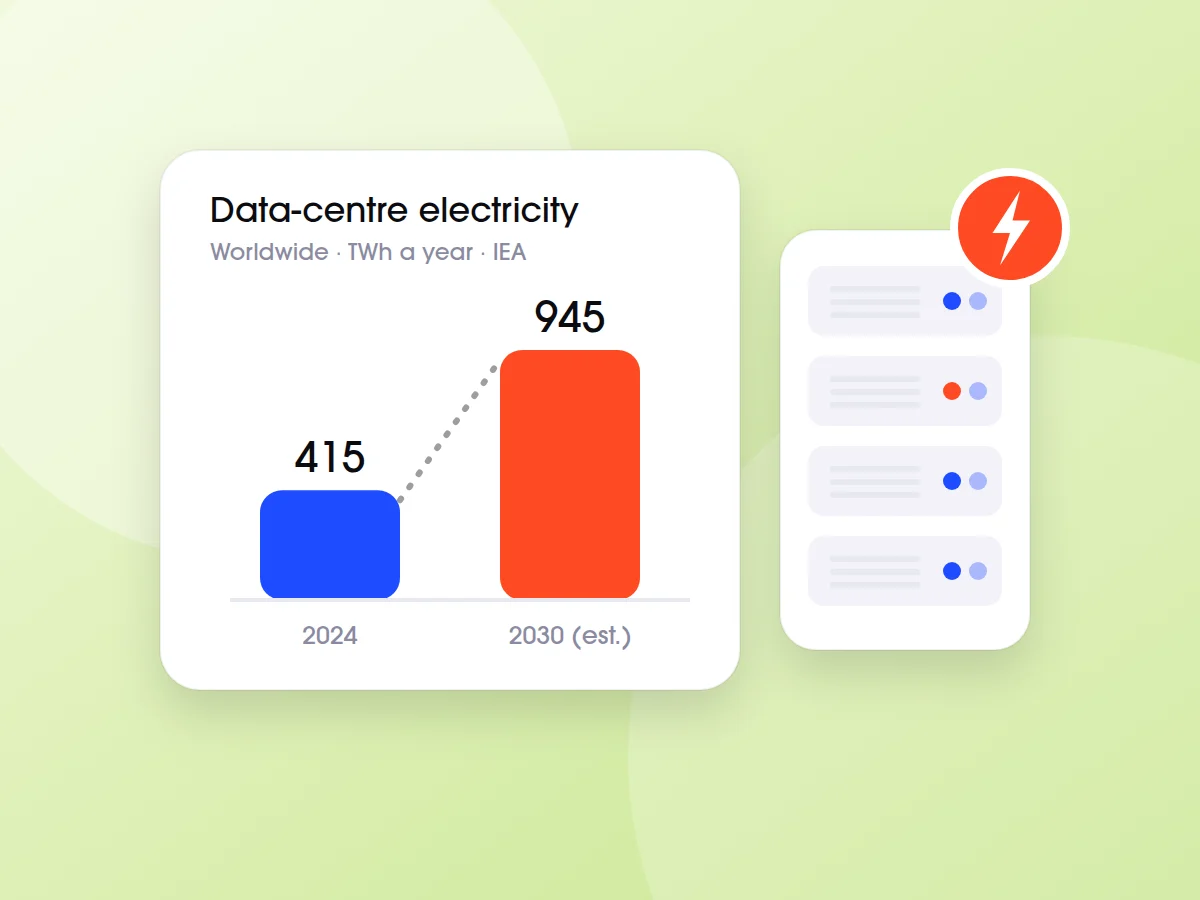 Data-centre electricity
Worldwide · TWh a year · IEA
945
415
2024
2030 (est.)